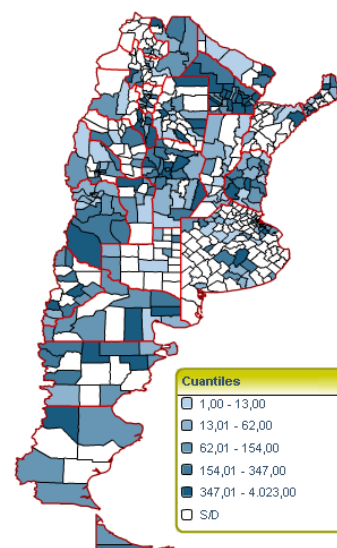 Cuantiles
1,00 - 13,00
13,01 - 62,00
62,01 - 154,00
154,01 - 347,00
347,01 - 4.023,00
S/D